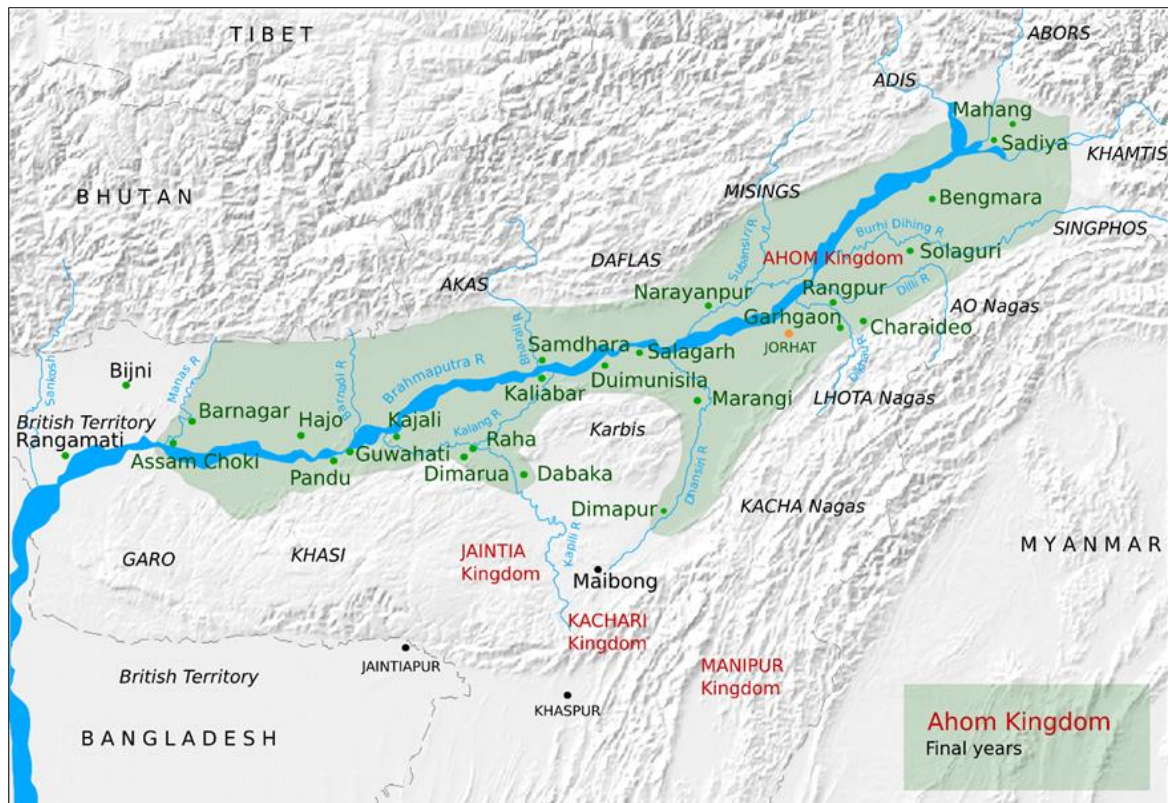 TIBET
ABORS
ADIS
Mahang
Sadiya
KHAMTIS
BHUTAN
MISINGS
Bengmara
Subansiri R
Burhi Dihing R
SINGPHOS
DAFLAS
AHOM Kingdom
Solaguri
AKAS
Dilli R
Narayanpur
Rangpur
AO Nagas
Garhgaon
Charaideo
Bharali R
Samdhara
Salagarh
JORHAT
Dikhau R
Sankosh
Bijni
Manas R
Barnadi R
Brahmaputra R
Kaliabar
Duimunisila
Marangi
LHOTA Nagas
British Territory
Barnagar
Hajo
Kajali
Kalang R
Karbis
Rangamati
Assam Choki
Pandu
Guwahati
Raha
Dimarua
Dabaka
Dhansiri R
Dimapur
KACHA Nagas
GARO
KHASI
JAINTIA
Kingdom
Kapili R
Maibong
MYANMAR
KACHARI
Kingdom
JAINTIAPUR
MANIPUR
Kingdom
British Territory
KHASPUR
BANGLADESH
Ahom Kingdom
Final years